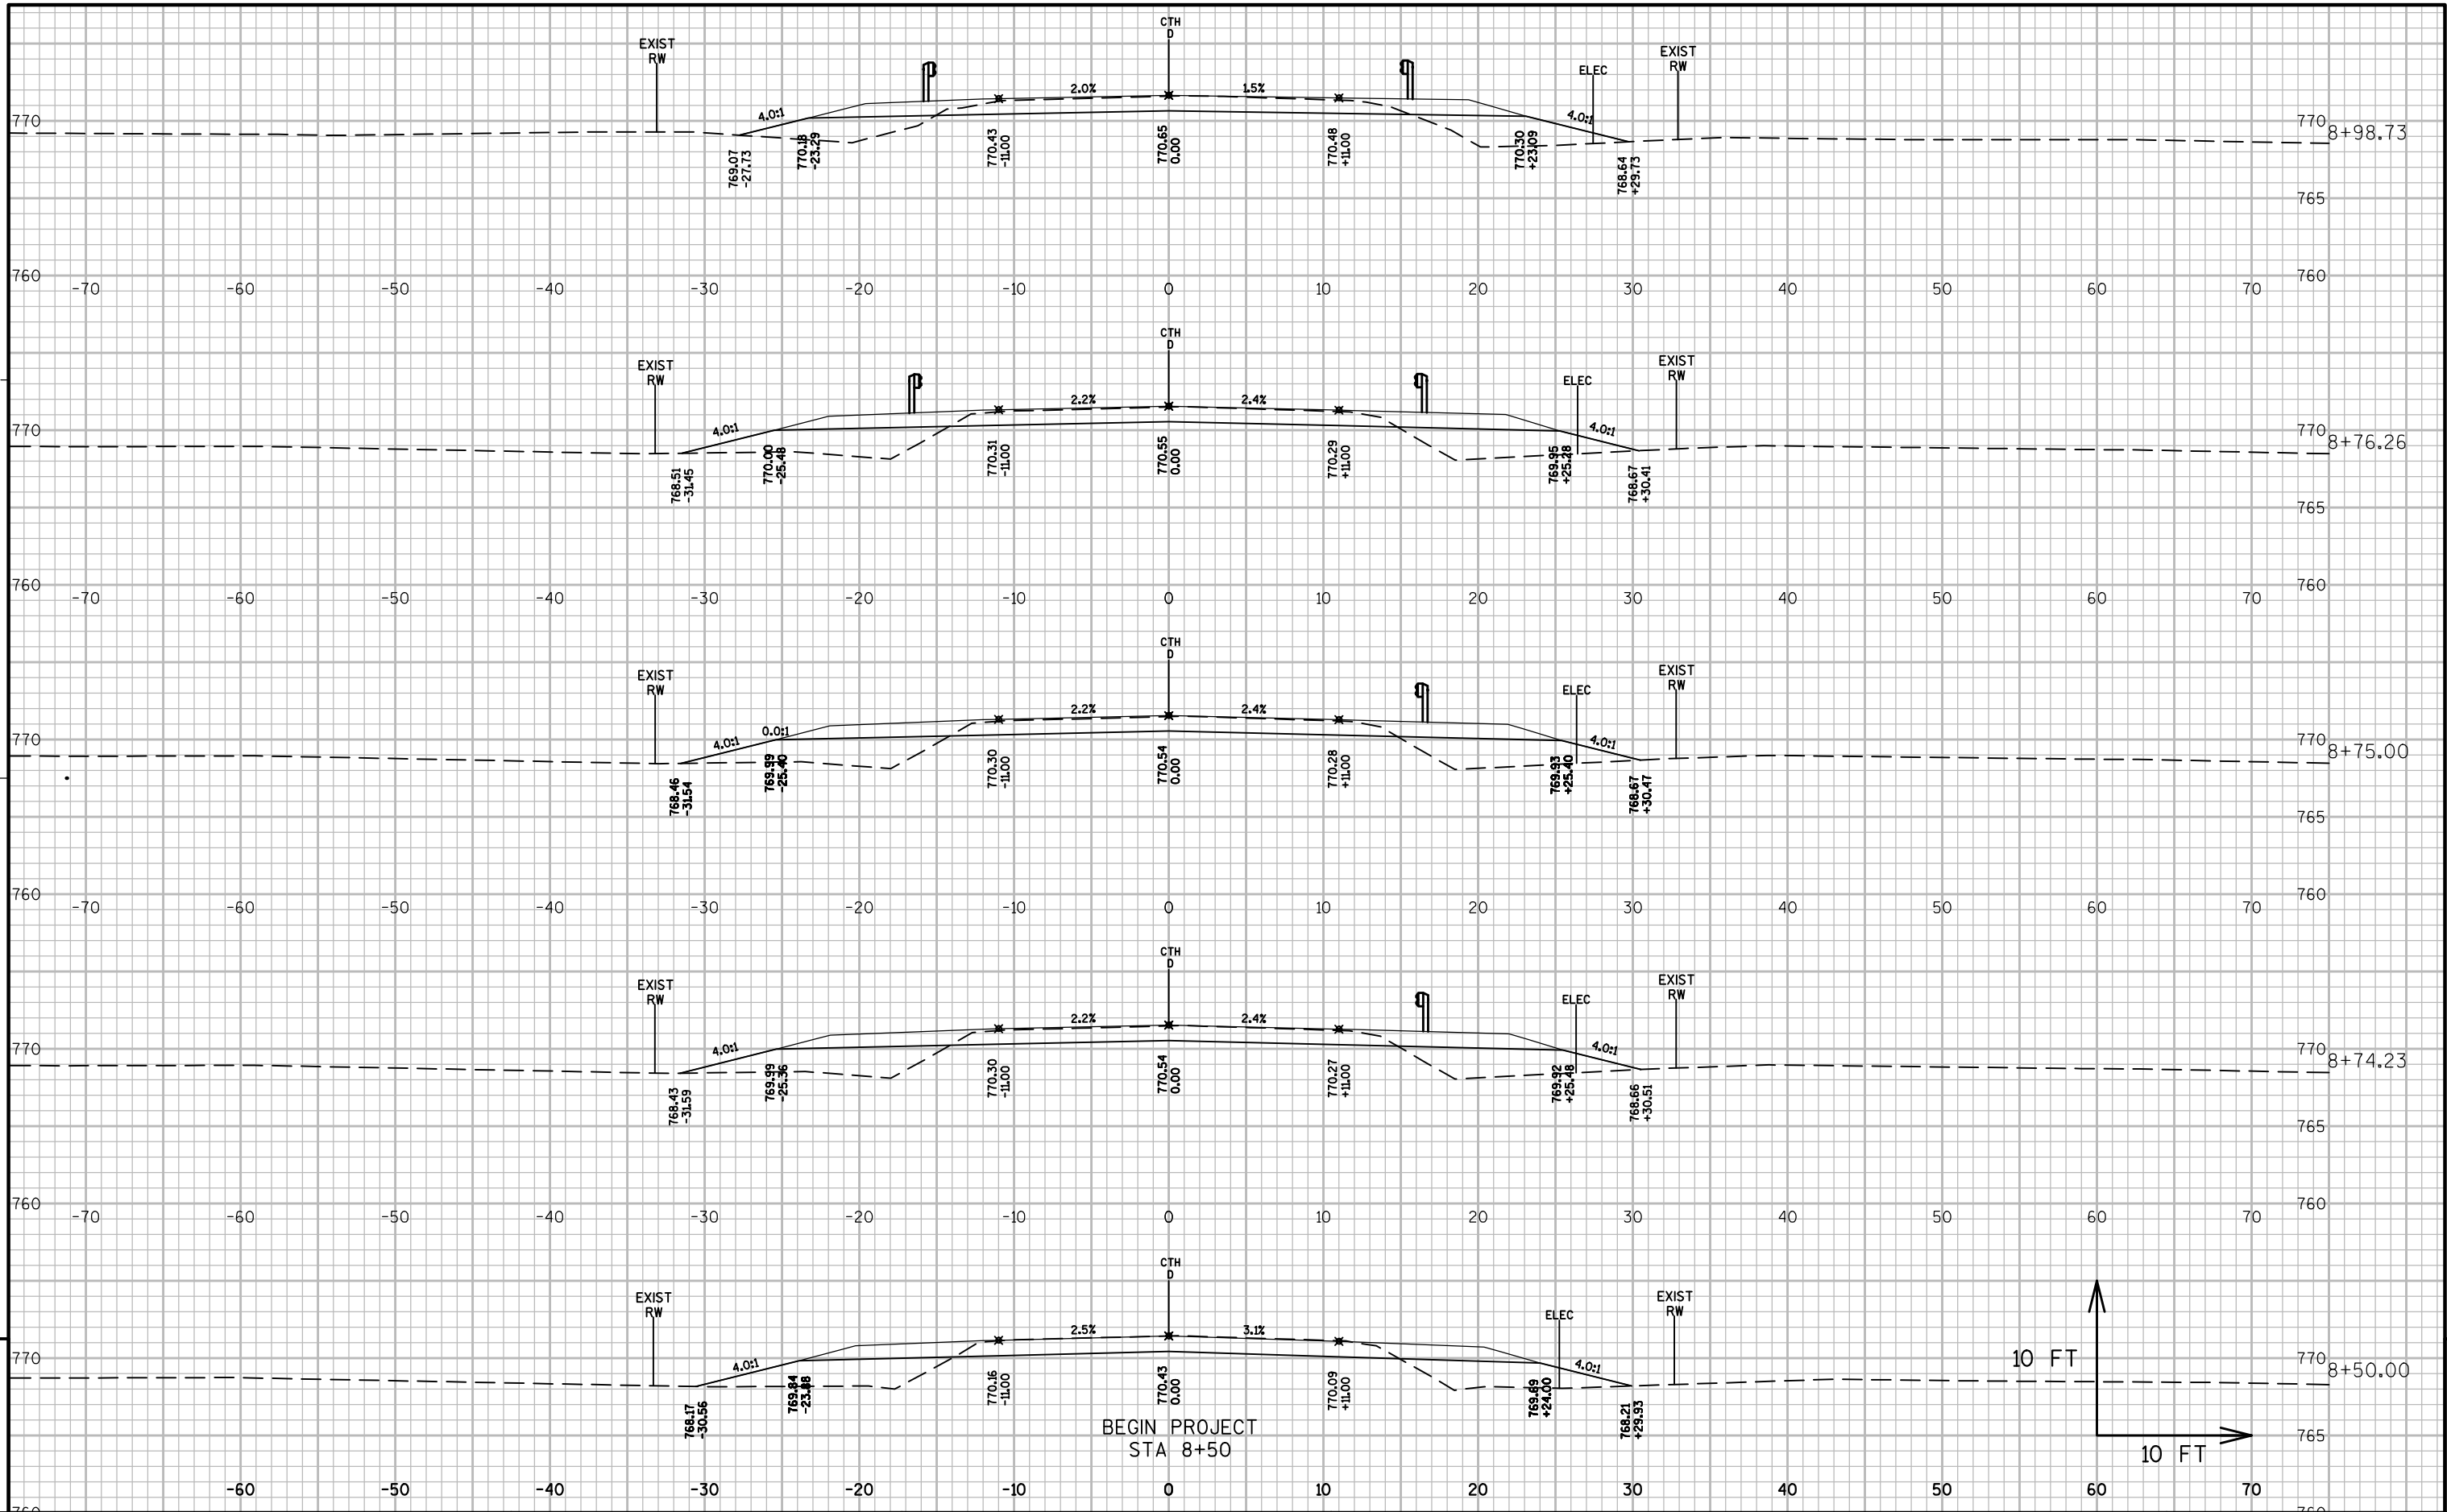 CTH
D
EXIST
RW
EXIST
RW
ELEC
2.0%
1.5%
4.0:1
4.0:1
770
770
8+98.73
769.07
-27.73
770.18
-23.29
770.43
-11.00
770.65
0.00
770.48
+11.00
770.30
+23.09
768.64
+29.73
765
760
760
-70 -60 -50 -40 -30 -20 -10 0 10 20 30 40 50 60 70
CTH
D
EXIST
RW
EXIST
RW
ELEC
2.2%
2.4%
4.0:1
4.0:1
770
770
8+76.26
768.51
-31.45
770.00
-25.48
770.31
-11.00
770.55
0.00
770.29
+11.00
769.95
+25.28
768.67
+30.41
765
760
760
-70 -60 -50 -40 -30 -20 -10 0 10 20 30 40 50 60 70
CTH
D
EXIST
RW
EXIST
RW
ELEC
2.2%
2.4%
0.0:1
4.0:1
4.0:1
770
770
8+75.00
768.46
-31.54
769.99
-25.40
770.30
-11.00
770.54
0.00
770.28
+11.00
769.93
+25.40
768.67
+30.47
765
760
760
-70 -60 -50 -40 -30 -20 -10 0 10 20 30 40 50 60 70
CTH
D
EXIST
RW
EXIST
RW
ELEC
2.2%
2.4%
4.0:1
4.0:1
770
770
8+74.23
768.43
-31.59
769.99
-25.36
770.30
-11.00
770.54
0.00
770.27
+11.00
769.92
+25.48
768.66
+30.51
765
760
760
-70 -60 -50 -40 -30 -20 -10 0 10 20 30 40 50 60 70
CTH
D
EXIST
RW
EXIST
RW
ELEC
2.5%
3.1%
4.0:1
4.0:1
770
770
8+50.00
10 FT
768.17
-30.56
769.84
-23.88
770.16
-11.00
770.43
0.00
770.09
+11.00
769.69
+24.00
768.21
+29.93
BEGIN PROJECT
STA 8+50
765
10 FT
-60 -50 -40 -30 -20 -10 0 10 20 30 40 50 60 70
760
760